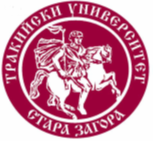 ТРАКИЙСКИ УНИВЕРСИТЕТ
СТАРА ЗАГОРА